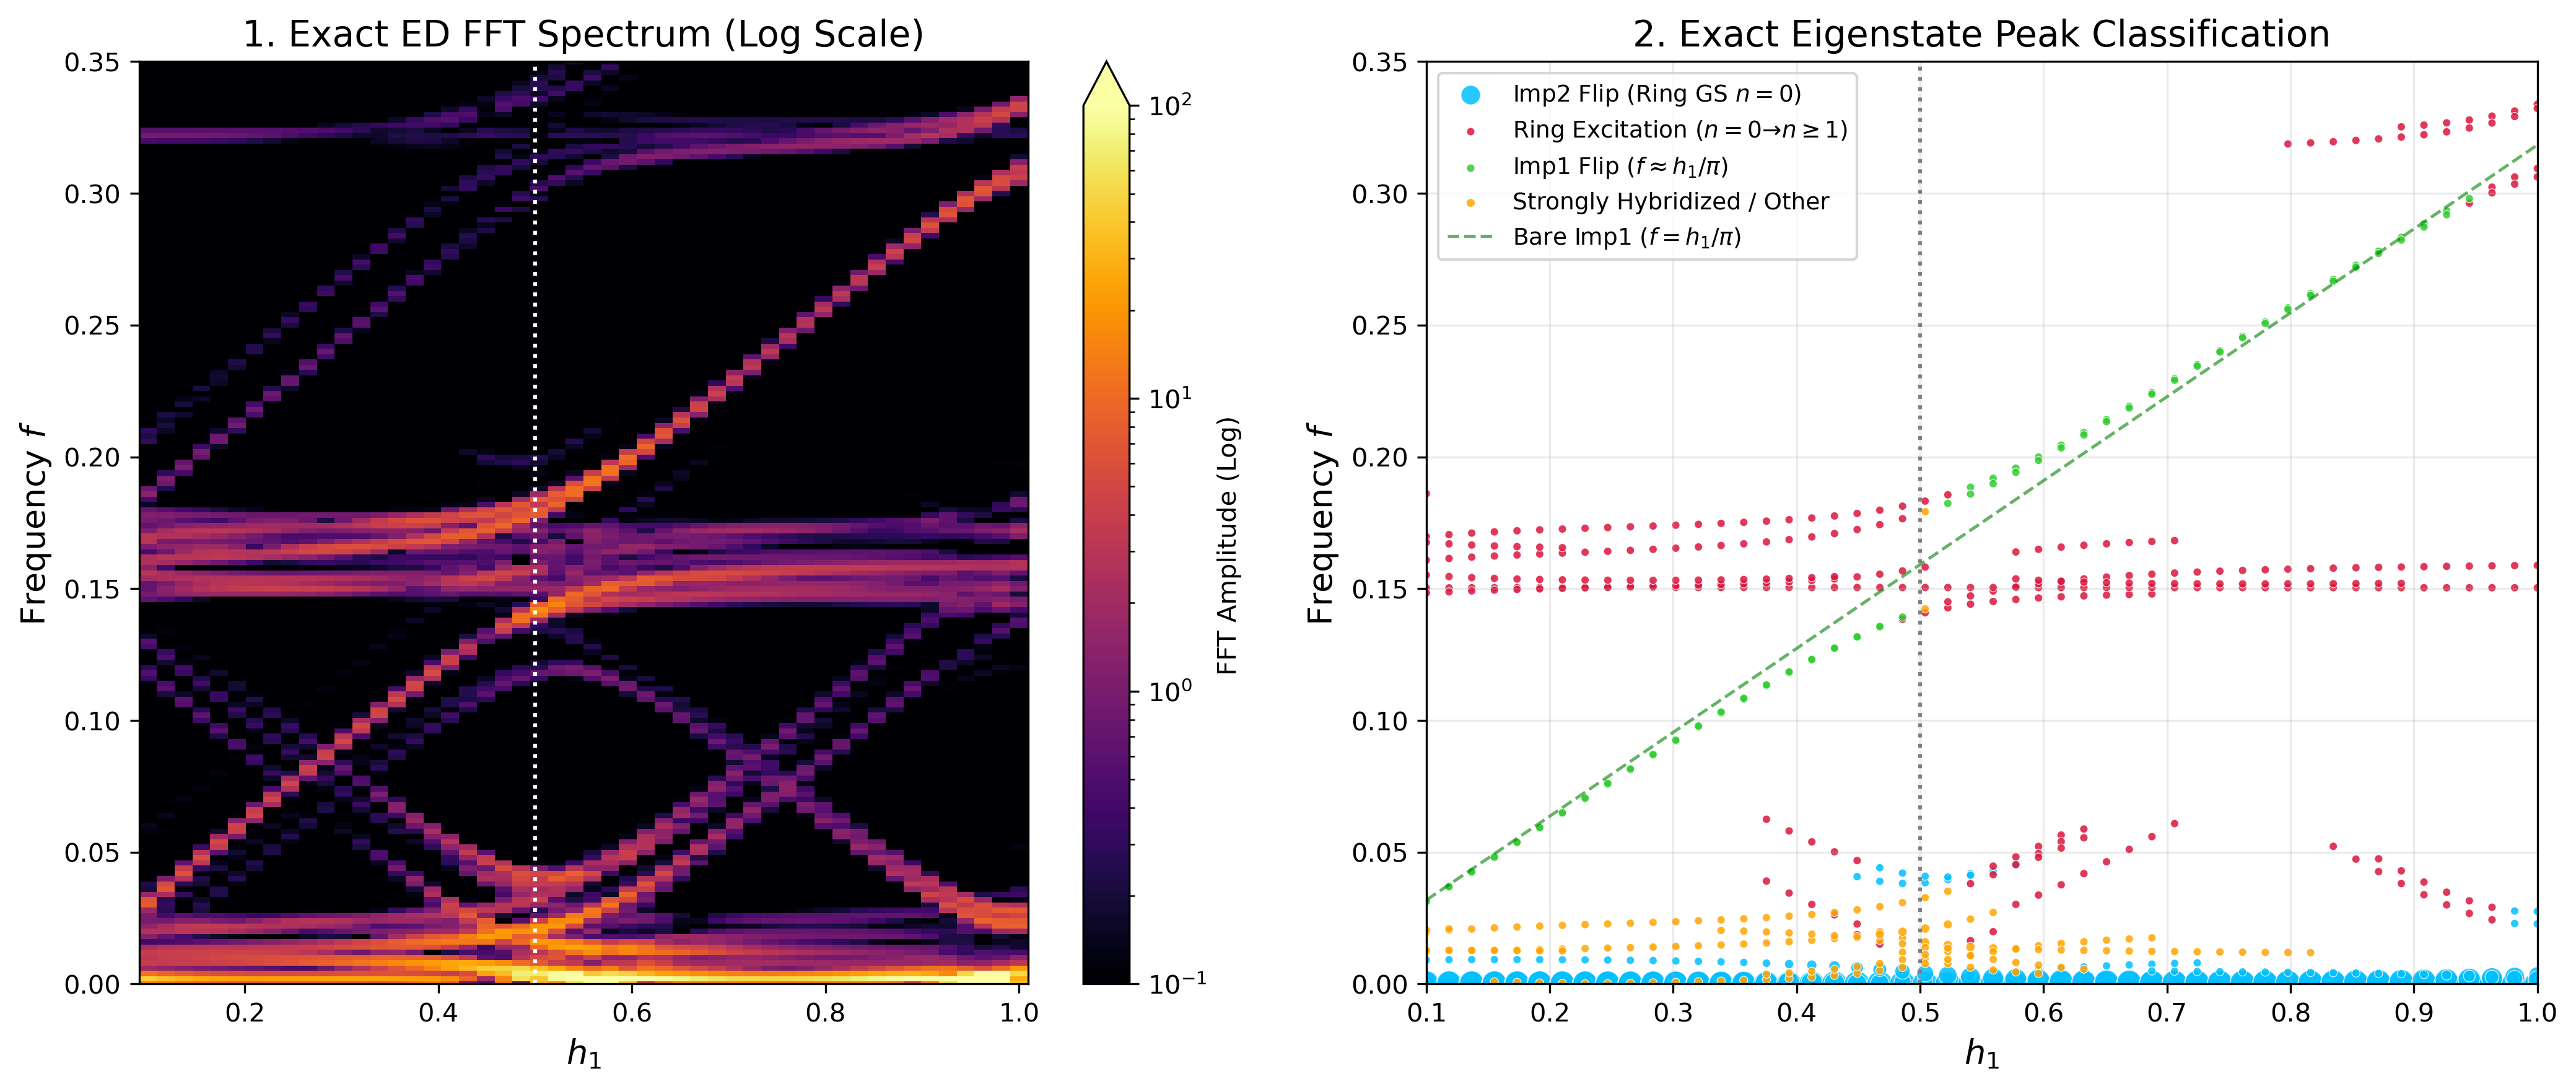 1. Exact ED FFT Spectrum (Log Scale)
0.35
0.30
0.25
0.20
0.15
0.10
0.05
0.00
Frequency f
0.2
0.4
0.6
0.8
1.0
h₁
10²
10¹
10⁰
10⁻¹
FFT Amplitude (Log)
2. Exact Eigenstate Peak Classification
Imp2 Flip (Ring GS n = 0)
Ring Excitation (n = 0→n ≥ 1)
Imp1 Flip (f ≈ h₁/π)
Strongly Hybridized / Other
Bare Imp1 (f = h₁/π)
0.35
0.30
0.25
0.20
0.15
0.10
0.05
0.00
Frequency f
0.1
0.2
0.3
0.4
0.5
0.6
0.7
0.8
0.9
1.0
h₁